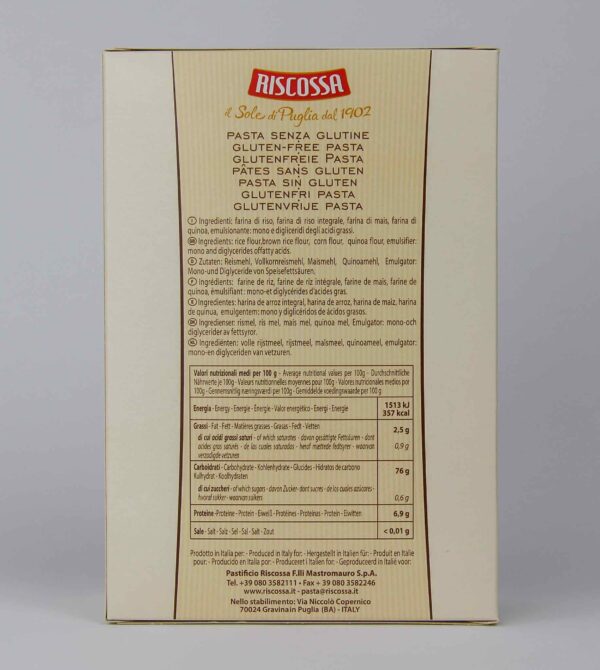 RISCOSSA
il Sole di Puglia dal 1902
PASTA SENZA GLUTINE
GLUTEN-FREE PASTA
GLUTENFREIE PASTA
PÂTES SANS GLUTEN
PASTA SIN GLUTEN
GLUTENFRI PASTA
GLUTENVRIJE PASTA
I Ingredienti: farina di riso, farina di riso integrale, farina di mais, farina di
quinoa, emulsionante: mono e digliceridi degli acidi grassi.
GB Ingredients: rice flour,brown rice flour, corn flour, quinoa flour, emulsifier:
mono and diglycerides offatty acids.
D Zutaten: Reismehl, Vollkornreismehl, Maismehl, Quinoamehl, Emulgator:
Mono-und Diglyceride von Speisefettsäuren.
F Ingrédients: farine de riz, farine de riz intégrale, farine de mais, farine de
quinoa, émulsifiant: mono-et diglycérides d'acides gras.
E Ingredientes: harina de arroz integral, harina de arroz, harina de maiz, harina
de quinoa, emulgentem: mono y diglicéridos de ácidos grasos.
Ingredienser: rismel, ris mel, mais mel, quinoa mel, Emulgator: mono-och
diglycerider av fettsyror.
NL Ingrediënten: volle rijstmeel, rijstmeel, maïsmeel, quinoameel, emulgator:
mono-en diglyceriden van vetzuren.
Valori nutrizionali medi per 100 g - Average nutritional values per 100g - Durchschnittliche
Nährwerte je 100g - Valeurs nutritionnelles moyennes pour 100g - Valores nutricionales medios por
100g - Gennemsnitlig næringsværdi per 100g - Gemiddelde voedingswaarde per 100 g
Energia - Energy - Energie - Energie - Valor energético - Energi - Energie 1513 kJ
357 kcal
Grassi - Fat - Fett - Matières grasses - Grasas - Fedt - Vetten 2,5 g
di cui acidi grassi saturi - of which saturates - davon gesättigte Fettsäuren - dont
acides gras saturés - de las cuales saturadas - heraf mættede fedtsyrer - waarvan 0,9 g
verzadigde vetzuren
Carboidrati - Carbohydrate - Kohlenhydrate - Glucides - Hidratos de carbono 76 g
Kulhydrat - Koolhydraten
di cui zuccheri - of which sugars - davon Zucker - dont sucres - de los cuales azúcares -
hvoraf sukker - waarvan suikers 0,6 g
Proteine - Proteine - Protein - Eiweiß - Protéines - Proteínas - Protein - Eiwitten 6,9 g
Sale - Salt - Salz - Sel - Sal - Salt - Zout < 0,01 g
Prodotto in Italia per: - Produced in Italy for: - Hergestellt in Italien für: - Produit en Italie
pour: - Producido en Italia por: - Produceret i Italien for: - Geproduceerd in Italië voor:
Pastificio Riscossa F.lli Mastromauro S.p.A.
Tel. +39 080 3582111 • Fax + 39 080 3582246
www.riscossa.it - pasta@riscossa.it
Nello stabilimento: Via Niccolò Copernico
70024 Gravina in Puglia (BA) - ITALY